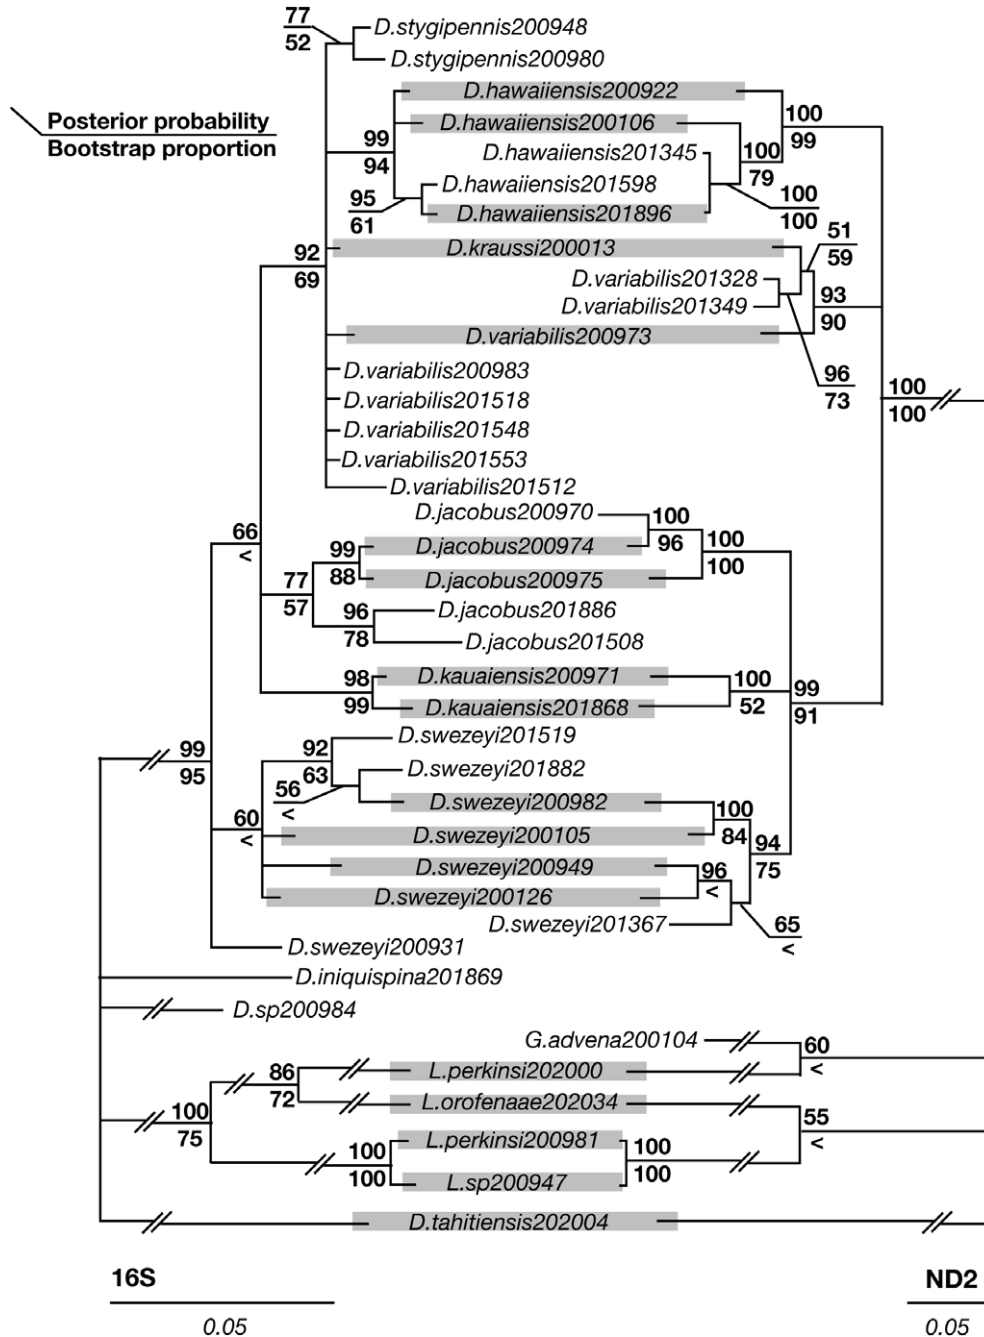 77
52
D.stygipennis200948
D.stygipennis200980
Posterior probability
Bootstrap proportion
D.hawaiiensis200922
100
99
99
94
D.hawaiiensis200106
D.hawaiiensis201345
100
79
95
61
D.hawaiiensis201598
D.hawaiiensis201896
100
100
92
69
D.kraussi200013
51
59
D.variabilis201328
D.variabilis201349
93
90
D.variabilis200973
D.variabilis200983
96
73
100
100
D.variabilis201518
D.variabilis201548
D.variabilis201553
D.variabilis201512
D.jacobus200970
100
96
66
<
99
88
D.jacobus200974
100
100
D.jacobus200975
77
57
96
78
D.jacobus201886
D.jacobus201508
98
99
D.kauaiensis200971
100
52
99
91
D.kauaiensis201868
99
95
92
63
D.swezeyi201519
D.swezeyi201882
56
<
D.swezeyi200982
100
84
60
<
D.swezeyi200105
94
75
D.swezeyi200949
96
<
D.swezeyi200126
D.swezeyi201367
65
<
D.swezeyi200931
D.iniquispina201869
D.sp200984
G.advena200104
60
<
86
72
L.perkinsi202000
L.orofenaae202034
100
75
55
<
L.perkinsi200981
100
100
100
100
L.sp200947
D.tahitiensis202004
16S
ND2
0.05
0.05